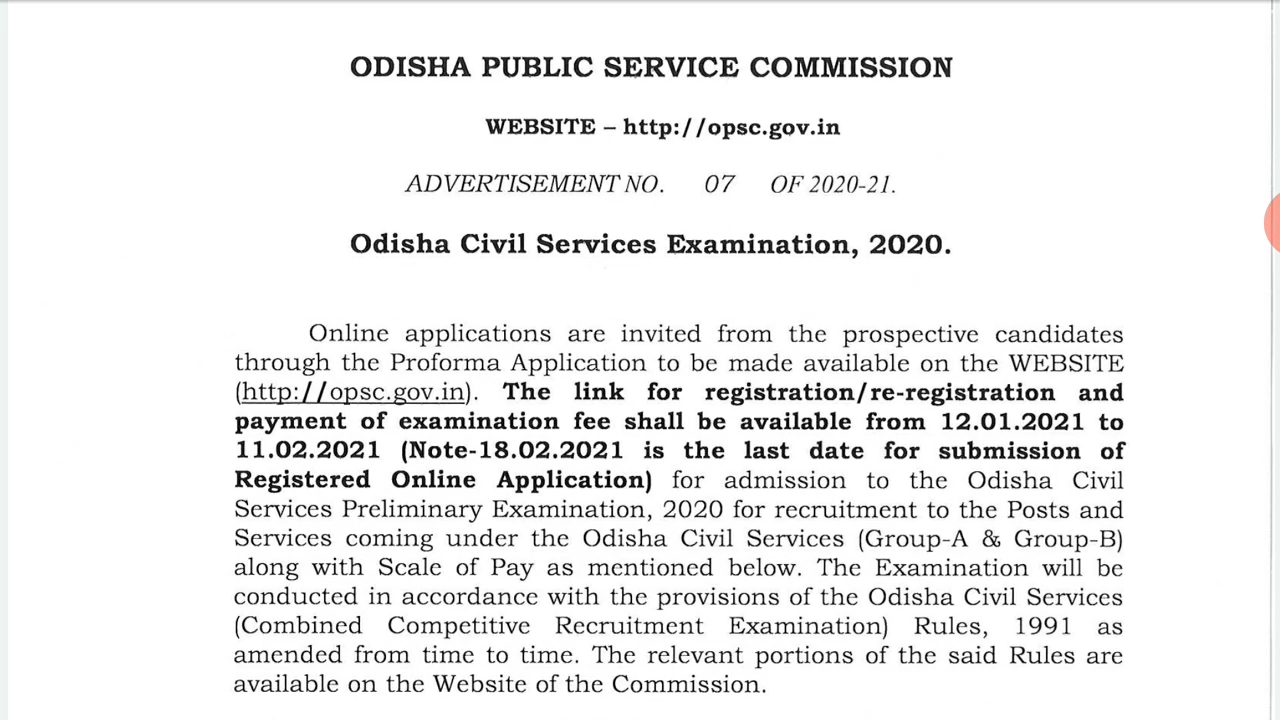 ODISHA PUBLIC SERVICE COMMISSION
WEBSITE – http://opsc.gov.in
ADVERTISEMENT NO. 07 OF 2020-21.
Odisha Civil Services Examination, 2020.
Online applications are invited from the prospective candidates
through the Proforma Application to be made available on the WEBSITE
(http://opsc.gov.in). The link for registration/re-registration and
payment of examination fee shall be available from 12.01.2021 to
11.02.2021 (Note-18.02.2021 is the last date for submission of
Registered Online Application) for admission to the Odisha Civil
Services Preliminary Examination, 2020 for recruitment to the Posts and
Services coming under the Odisha Civil Services (Group-A & Group-B)
along with Scale of Pay as mentioned below. The Examination will be
conducted in accordance with the provisions of the Odisha Civil Services
(Combined Competitive Recruitment Examination) Rules, 1991 as
amended from time to time. The relevant portions of the said Rules are
available on the Website of the Commission.